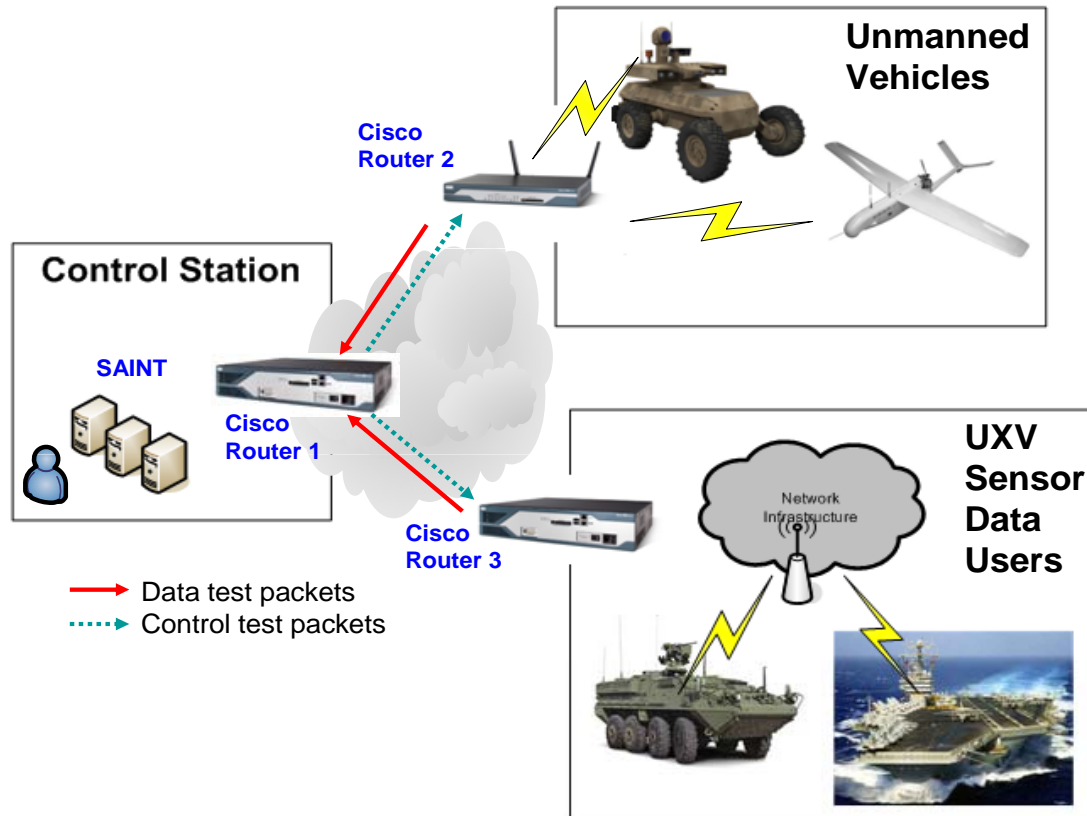 Unmanned
Vehicles
Cisco
Router 2
Control Station
SAINT
Cisco
Router 1
UXV
Sensor
Data
Users
Network
Infrastructure
Cisco
Router 3
Data test packets
Control test packets